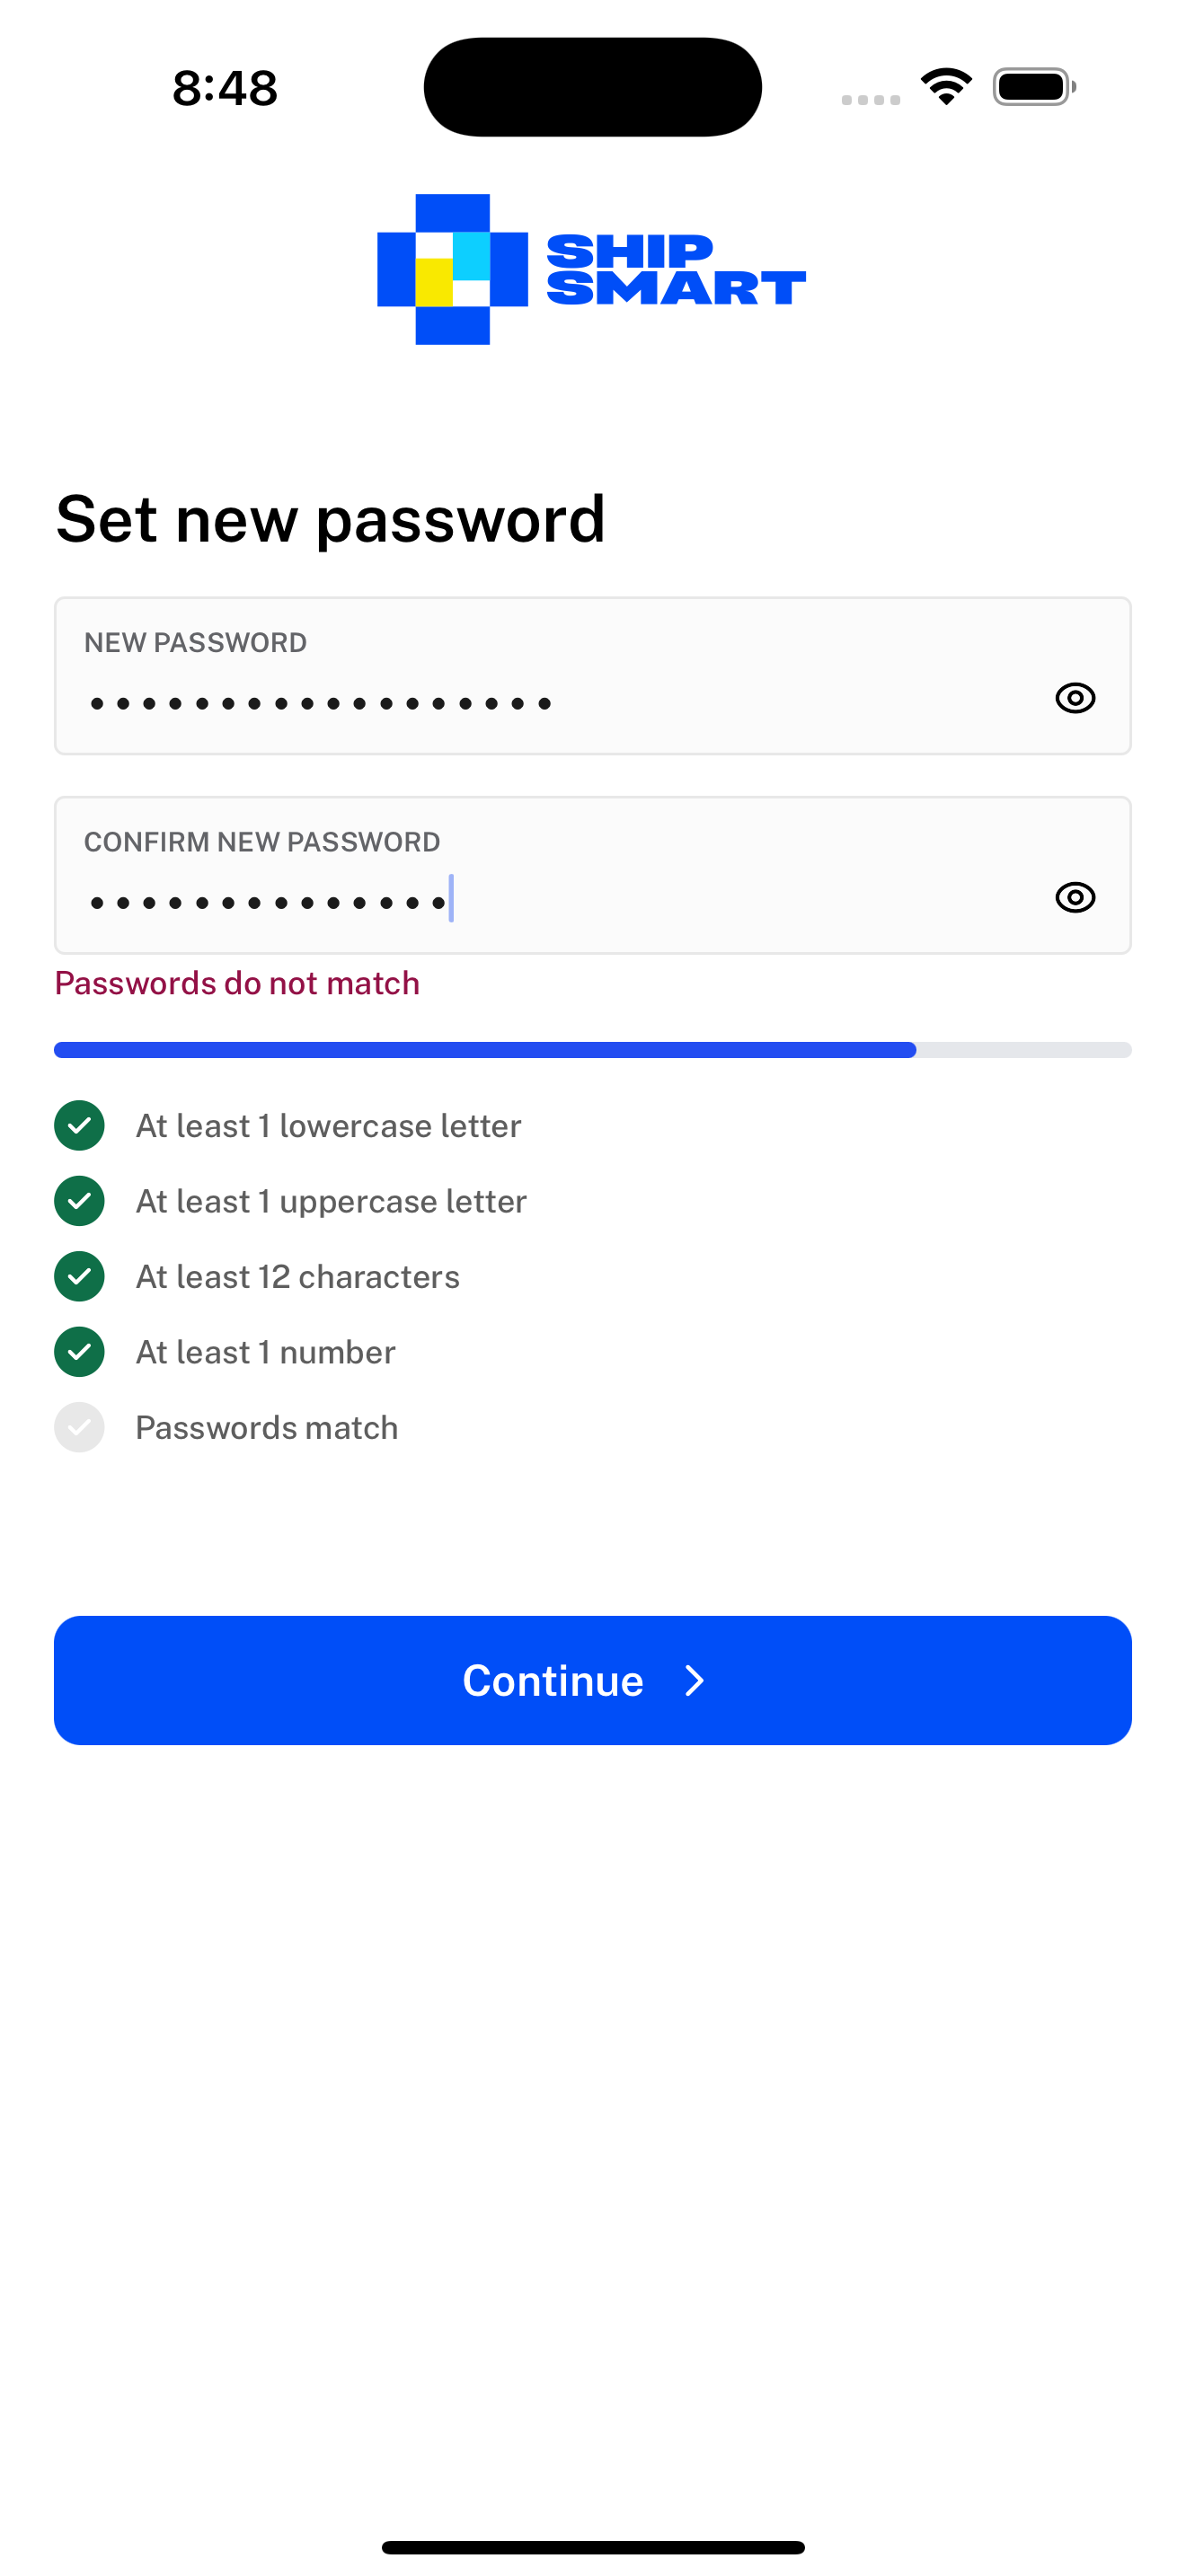 8:48
SHIP
SMART
Set new password
NEW PASSWORD
••••••••••••••••••
CONFIRM NEW PASSWORD
••••••••••••••
Passwords do not match
At least 1 lowercase letter
At least 1 uppercase letter
At least 12 characters
At least 1 number
Passwords match
Continue